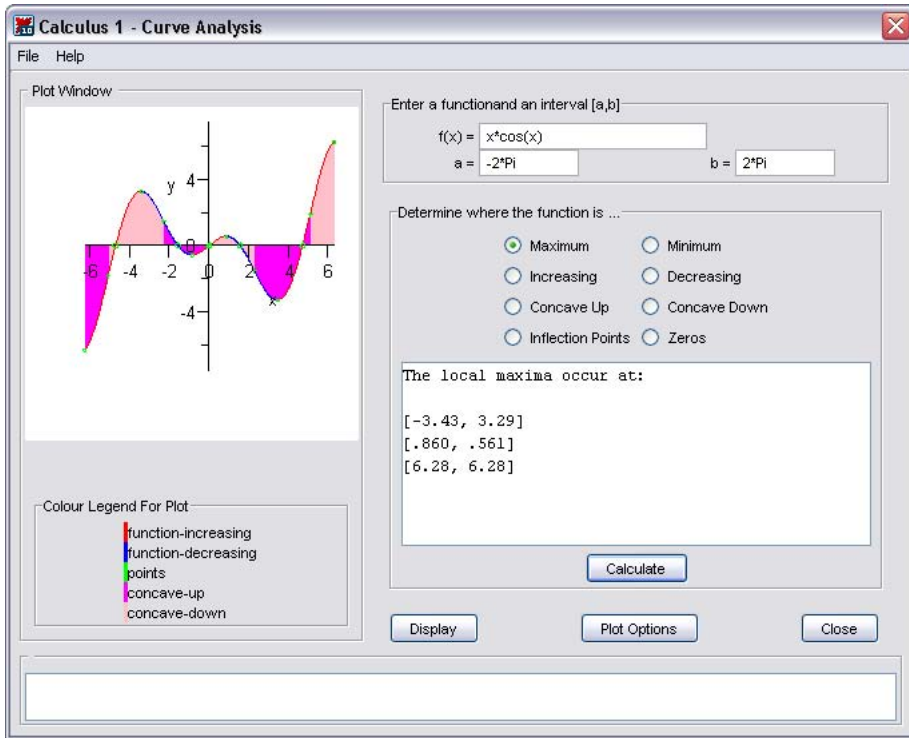 Calculus 1 - Curve Analysis
File Help
Plot Window
y
4
-6 -4 -2 0 0 2 4 6
x
-4
Colour Legend For Plot
function-increasing
function-decreasing
points
concave-up
concave-down
Enter a functionand an interval [a,b]
f(x) = x*cos(x)
a = -2*Pi b = 2*Pi
Determine where the function is ...
Maximum Minimum
Increasing Decreasing
Concave Up Concave Down
Inflection Points Zeros
The local maxima occur at:
[-3.43, 3.29]
[.860, .561]
[6.28, 6.28]
Calculate
Display Plot Options Close